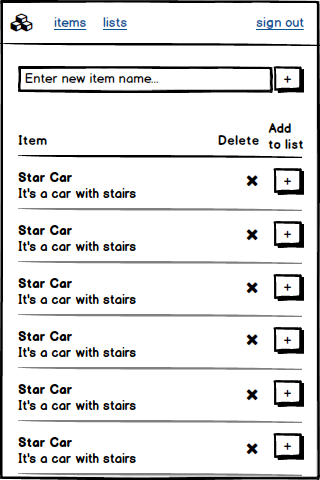 items lists sign out
Enter new item name... +
Item Delete Add
to list
Star Car
It's a car with stairs
+
Star Car
It's a car with stairs
+
Star Car
It's a car with stairs
+
Star Car
It's a car with stairs
+
Star Car
It's a car with stairs
+
Star Car
It's a car with stairs
+